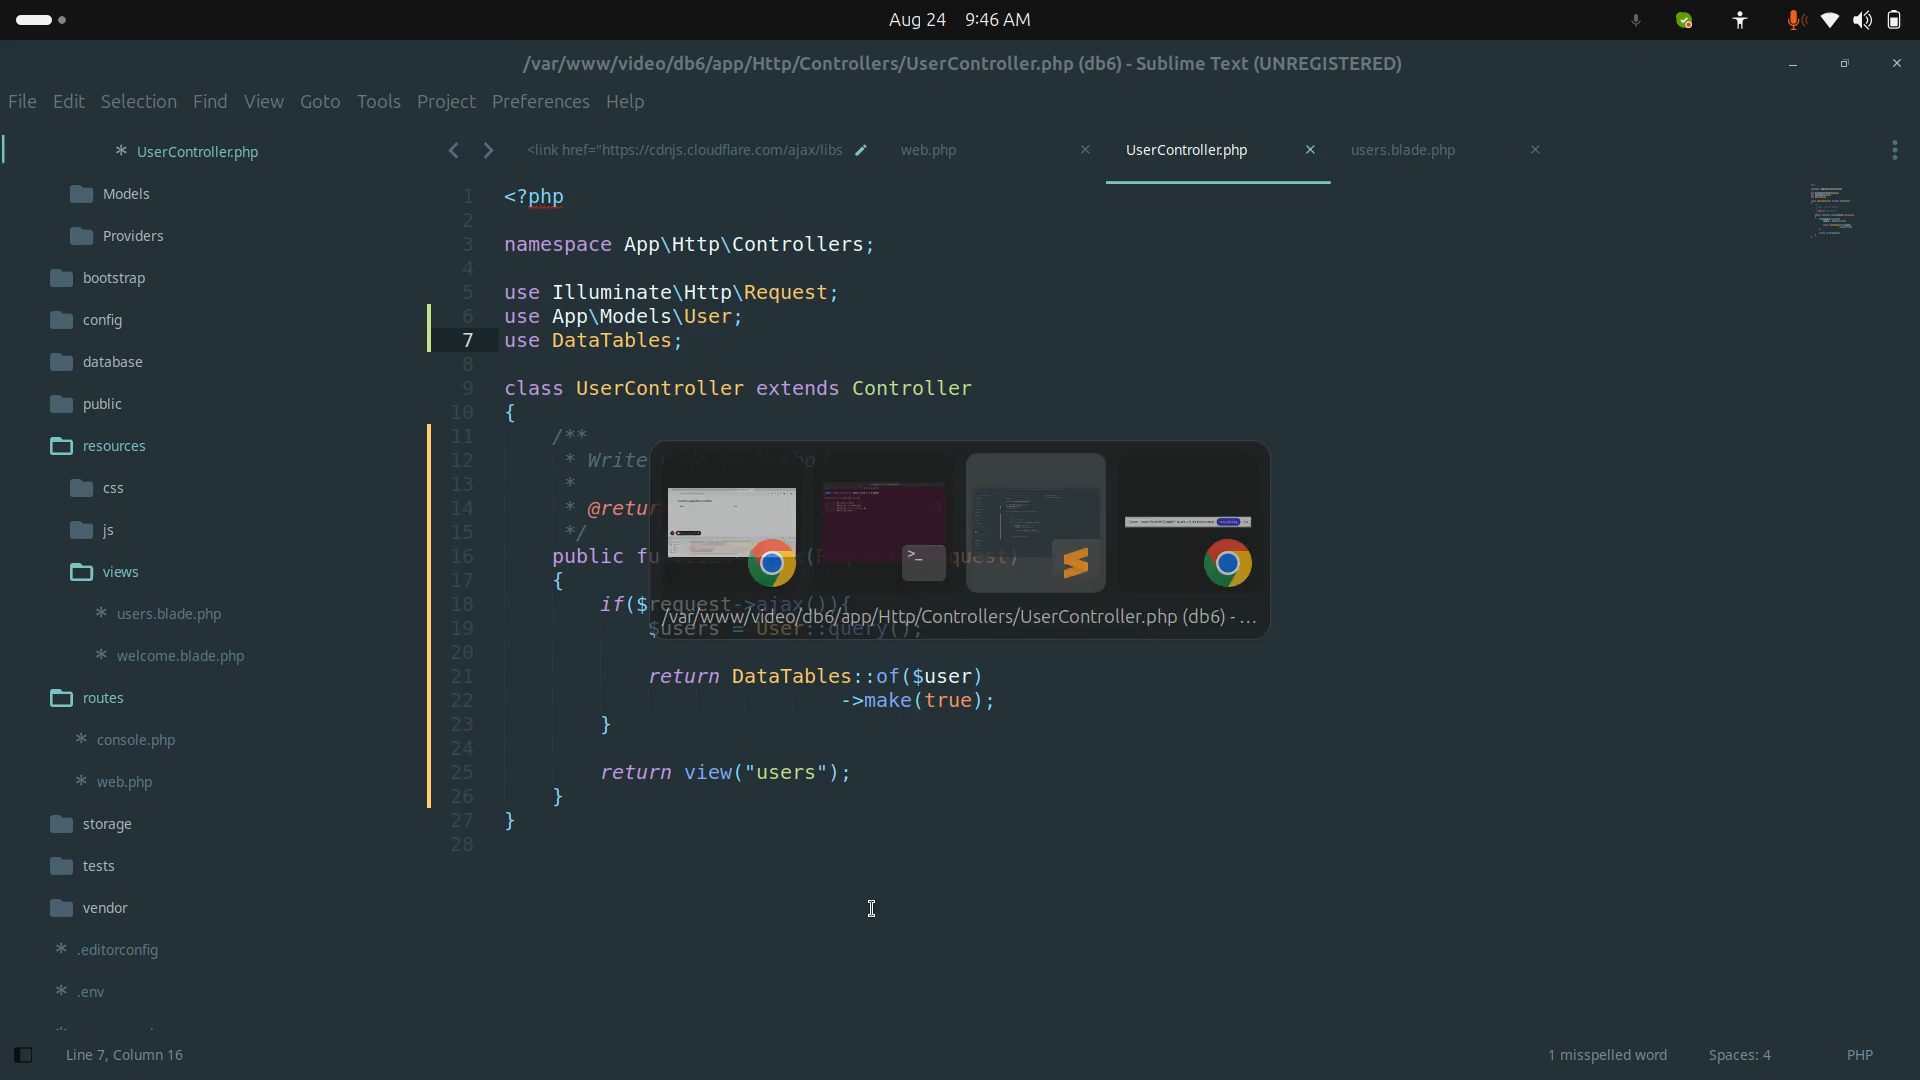 Aug 24 9:46 AM
/var/www/video/db6/app/Http/Controllers/UserController.php (db6) - Sublime Text (UNREGISTERED)
File Edit Selection Find View Goto Tools Project Preferences Help
UserController.php
Models
Providers
bootstrap
config
database
public
resources
css
js
views
users.blade.php
welcome.blade.php
routes
console.php
web.php
storage
tests
vendor
.editorconfig
.env
<link href="https://cdnjs.cloudflare.com/ajax/libs
web.php
UserController.php
users.blade.php
1 <?php
2
3 namespace App\Http\Controllers;
4
5 use Illuminate\Http\Request;
6 use App\Models\User;
7 use DataTables;
8
9 class UserController extends Controller
10 {
11 /**
12 * Write
13 *
14 * @retur
15 */
16 public fu quest)
17 {
18 if($request->ajax()){
19 $users = User::query();
20
21 return DataTables::of($user)
22 ->make(true);
23 }
24
25 return view("users");
26 }
27 }
28
/var/www/video/db6/app/Http/Controllers/UserController.php (db6) - ...
Line 7, Column 16
1 misspelled word
Spaces: 4
PHP